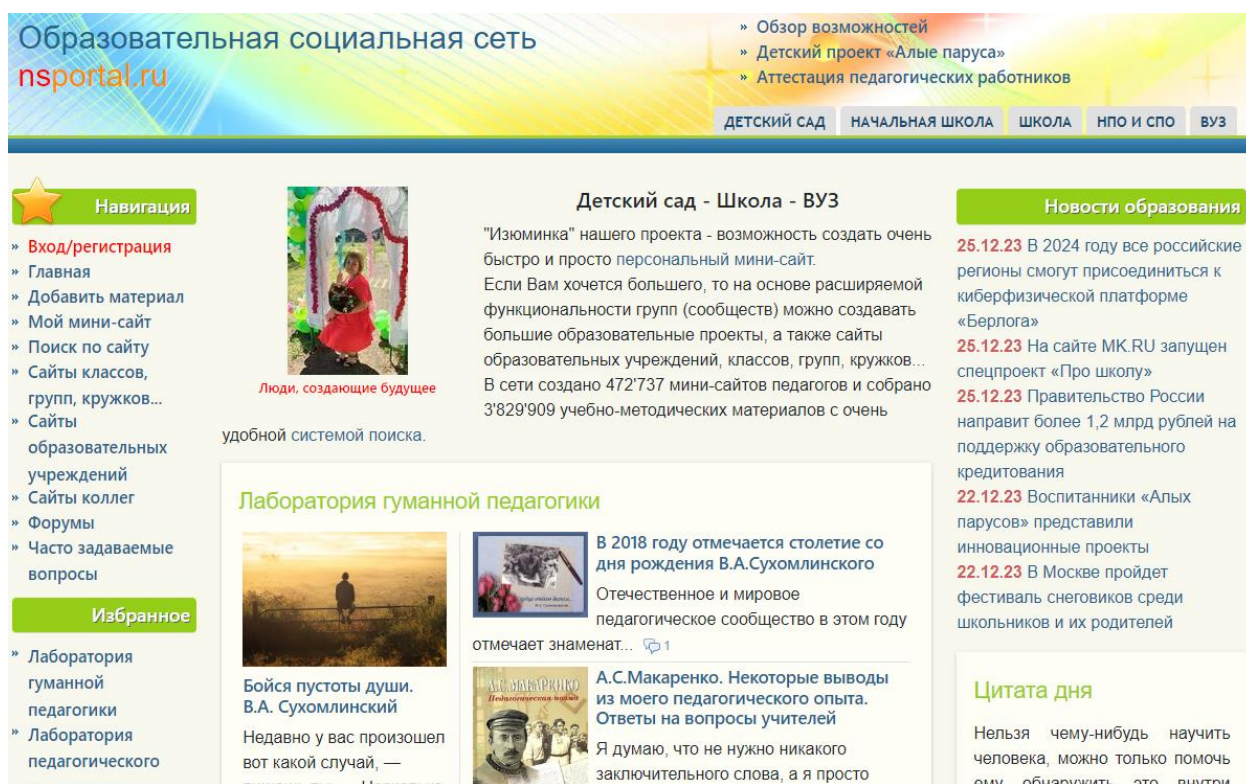 Образовательная социальная сеть
nsportal.ru
» Обзор возможностей
» Детский проект «Алые паруса»
» Аттестация педагогических работников
ДЕТСКИЙ САД НАЧАЛЬНАЯ ШКОЛА ШКОЛА НПО И СПО ВУЗ
Навигация
» Вход/регистрация
» Главная
» Добавить материал
» Мой мини-сайт
» Поиск по сайту
» Сайты классов,
групп, кружков...
» Сайты
образовательных
учреждений
» Сайты коллег
» Форумы
» Часто задаваемые
вопросы
Избранное
» Лаборатория
гуманной
педагогики
» Лаборатория
педагогического
Люди, создающие будущее
Детский сад - Школа - ВУЗ
"Изюминка" нашего проекта - возможность создать очень
быстро и просто персональный мини-сайт.
Если Вам хочется большего, то на основе расширяемой
функциональности групп (сообществ) можно создавать
большие образовательные проекты, а также сайты
образовательных учреждений, классов, групп, кружков...
В сети создано 472'737 мини-сайтов педагогов и собрано
3'829'909 учебно-методических материалов с очень
удобной системой поиска.
Лаборатория гуманной педагогики
Бойся пустоты души.
В.А. Сухомлинский
Недавно у вас произошел
вот какой случай, —
В 2018 году отмечается столетие со
дня рождения В.А.Сухомлинского
Отечественное и мировое
педагогическое сообщество в этом году
отмечает знаменат... 1
А.С. МАКАРЕНКО
Педагогическая поэма
А.С.Макаренко. Некоторые выводы
из моего педагогического опыта.
Ответы на вопросы учителей
Я думаю, что не нужно никакого
заключительного слова, а я просто
Новости образования
25.12.23 В 2024 году все российские
регионы смогут присоединиться к
киберфизической платформе
«Берлога»
25.12.23 На сайте MK.RU запущен
спецпроект «Про школу»
25.12.23 Правительство России
направит более 1,2 млрд рублей на
поддержку образовательного
кредитования
22.12.23 Воспитанники «Алых
парусов» представили
инновационные проекты
22.12.23 В Москве пройдет
фестиваль снеговиков среди
школьников и их родителей
Цитата дня
Нельзя чему-нибудь научить
человека, можно только помочь
ему обнаружить это внутри